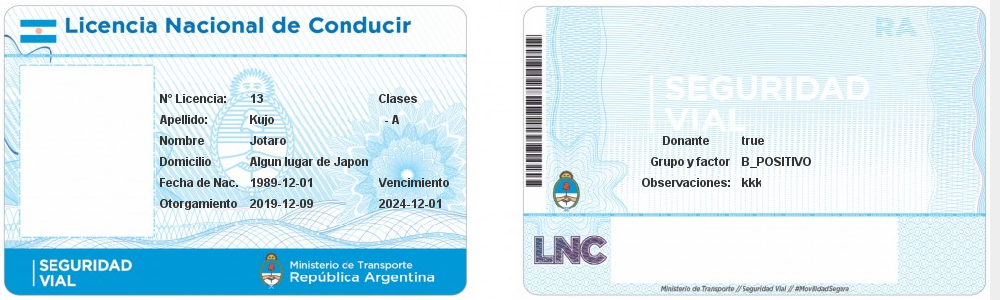 Licencia Nacional de Conducir
N° Licencia: 13 Clases
Apellido: Kujo - A
Nombre Jotaro
Domicilio Algun lugar de Japon
Fecha de Nac. 1989-12-01 Vencimiento
Otorgamiento 2019-12-09 2024-12-01
SEGURIDAD
VIAL
Ministerio de Transporte
República Argentina
RA
SEGURIDAD
VIAL
Donante true
Grupo y factor B_POSITIVO
Observaciones: kkk
LNC
Ministerio de Transporte // Seguridad Vial // #MovilidadSegura